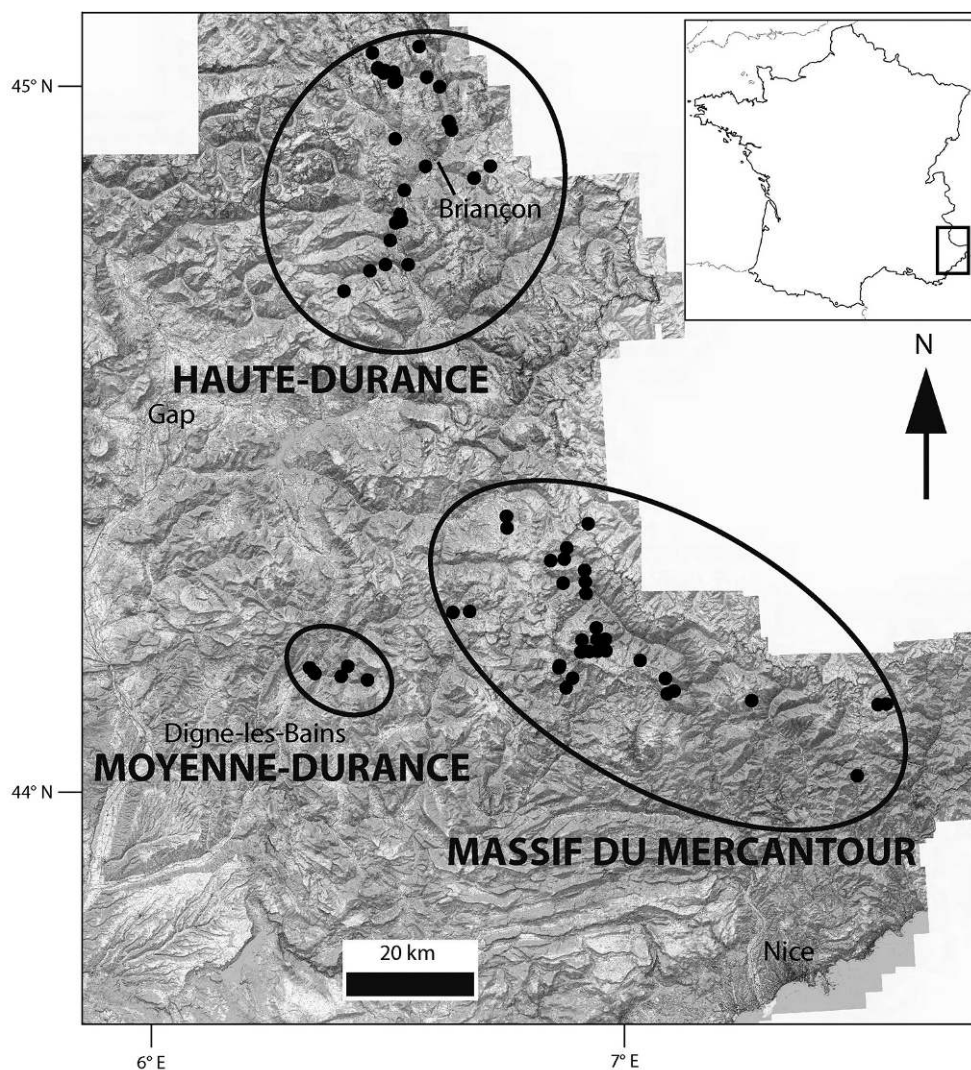 45° N
Briançon
N
HAUTE-DURANCE
Gap
Digne-les-Bains
MOYENNE-DURANCE
44° N
MASSIF DU MERCANTOUR
20 km
Nice
6° E
7° E